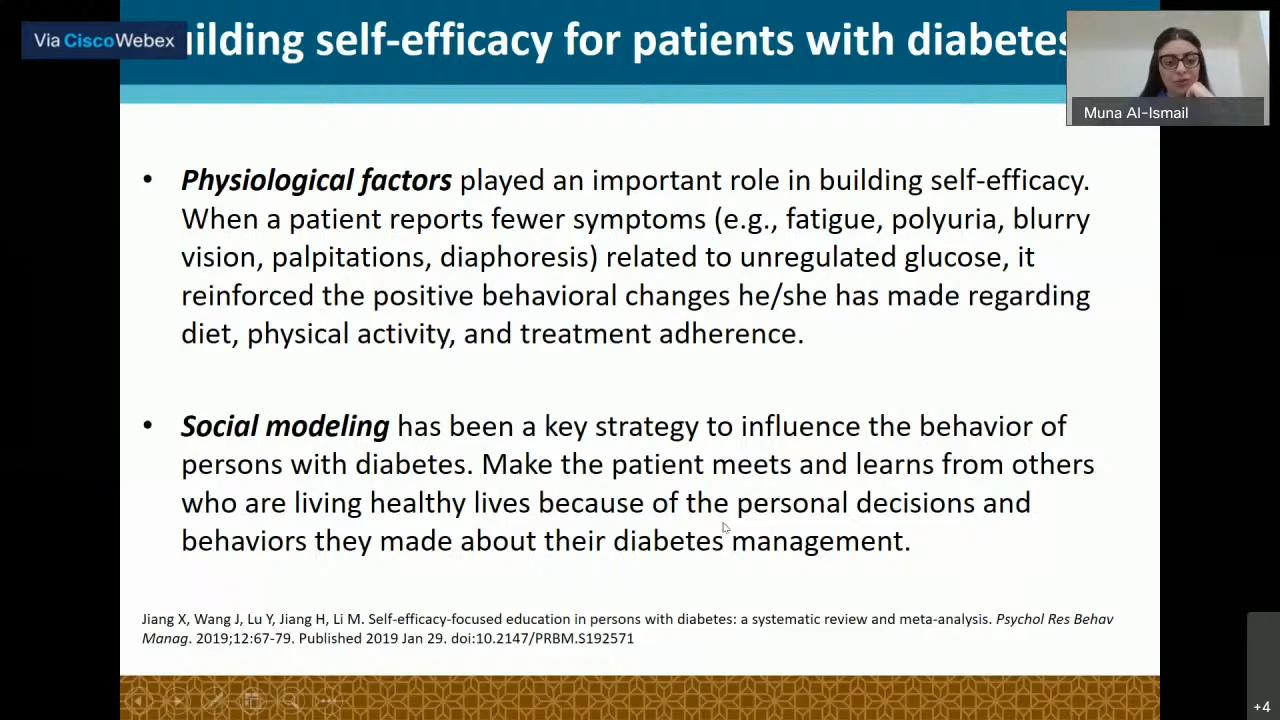 Via CiscoWebex
uilding self-efficacy for patients with diabetes
Muna Al-Ismail
• Physiological factors played an important role in building self-efficacy.
When a patient reports fewer symptoms (e.g., fatigue, polyuria, blurry
vision, palpitations, diaphoresis) related to unregulated glucose, it
reinforced the positive behavioral changes he/she has made regarding
diet, physical activity, and treatment adherence.
• Social modeling has been a key strategy to influence the behavior of
persons with diabetes. Make the patient meets and learns from others
who are living healthy lives because of the personal decisions and
behaviors they made about their diabetes management.
Jiang X, Wang J, Lu Y, Jiang H, Li M. Self-efficacy-focused education in persons with diabetes: a systematic review and meta-analysis. Psychol Res Behav
Manag. 2019;12:67-79. Published 2019 Jan 29. doi:10.2147/PRBM.S192571
+4